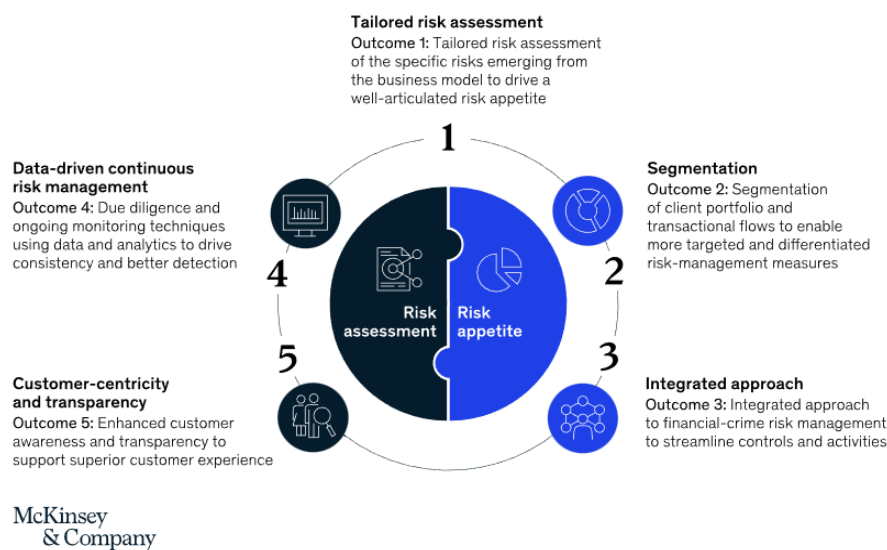 Tailored risk assessment
Outcome 1: Tailored risk assessment
of the specific risks emerging from
the business model to drive a
well-articulated risk appetite
1
Segmentation
Outcome 2: Segmentation
of client portfolio and
transactional flows to enable
more targeted and differentiated
risk-management measures
2
3
Integrated approach
Outcome 3: Integrated approach
to financial-crime risk management
to streamline controls and activities
Data-driven continuous
risk management
Outcome 4: Due diligence and
ongoing monitoring techniques
using data and analytics to drive
consistency and better detection
4
5
Customer-centricity
and transparency
Outcome 5: Enhanced customer
awareness and transparency to
support superior customer experience
Risk
assessment
Risk
appetite
McKinsey
& Company